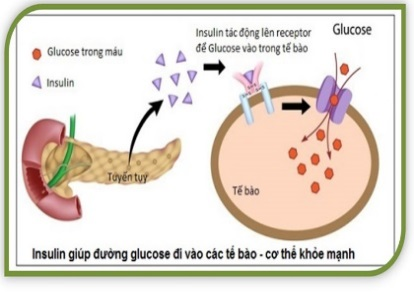 Glucose trong máu
Insulin
Insulin tác động lên receptor
để Glucose vào trong tế bào
Glucose
Tuyến tuỵ
Tế bào
Insulin giúp đường glucose đi vào các tế bào - cơ thể khỏe mạnh